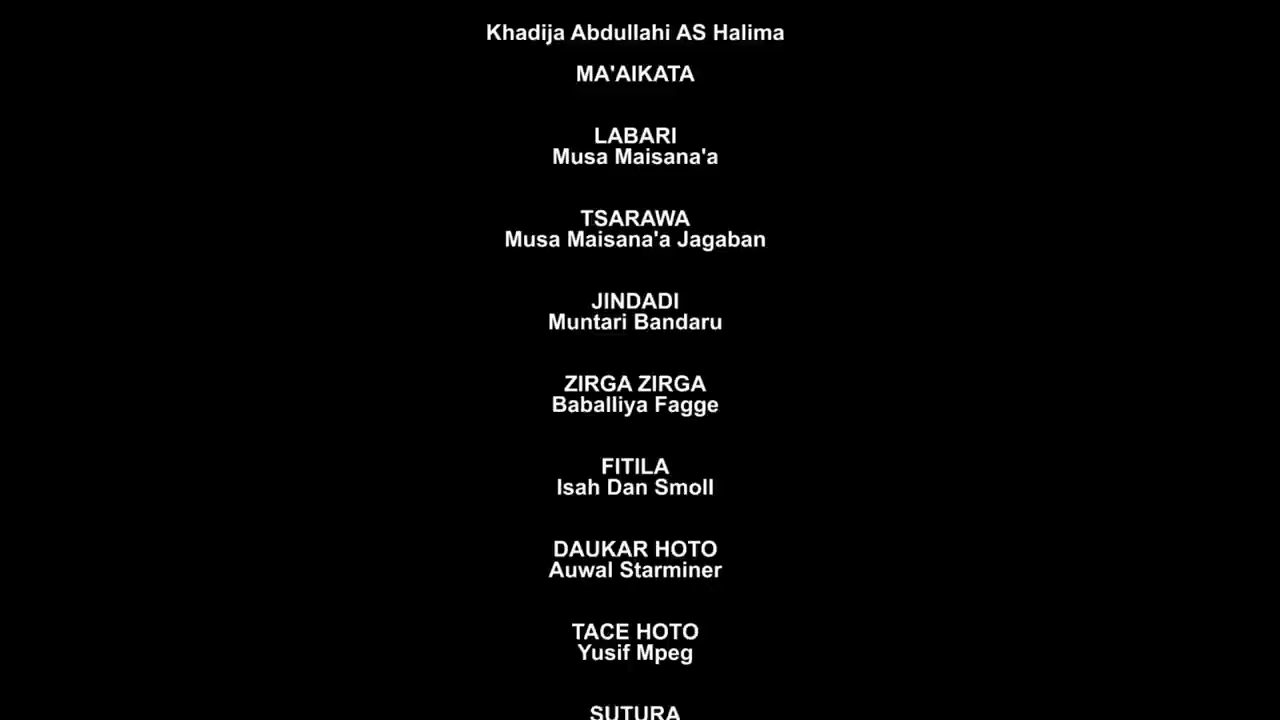 Khadija Abdullahi AS Halima
MA'AIKATA
LABARI
Musa Maisana'a
TSARAWA
Musa Maisana'a Jagaban
JINDADI
Muntari Bandaru
ZIRGA ZIRGA
Baballiya Fagge
FITILA
Isah Dan Smoll
DAUKAR HOTO
Auwal Starminer
TACE HOTO
Yusif Mpeg
SUTURA